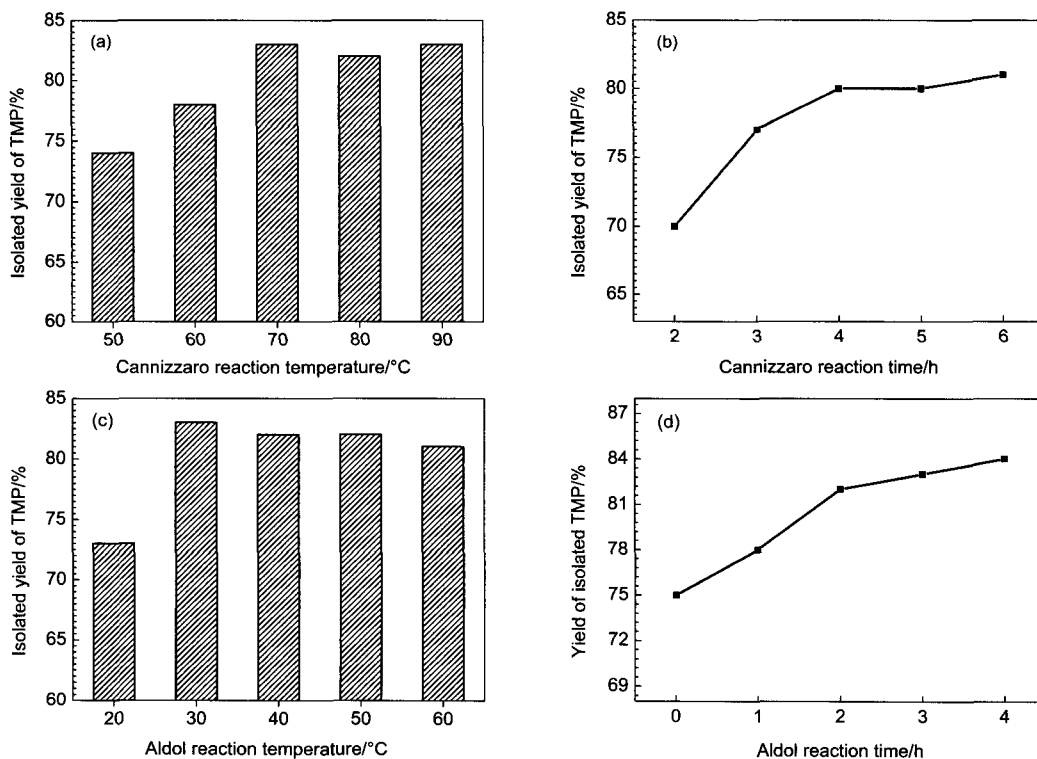 (a)
Isolated yield of TMP/%
85
80
75
70
65
60
50 60 70 80 90
Cannizzaro reaction temperature/°C
(b)
Isolated yield of TMP/%
85
80
75
70
65
2 3 4 5 6
Cannizzaro reaction time/h
(c)
Isolated yield of TMP/%
85
80
75
70
65
60
20 30 40 50 60
Aldol reaction temperature/°C
(d)
Yield of isolated TMP/%
87
84
81
78
75
72
69
0 1 2 3 4
Aldol reaction time/h